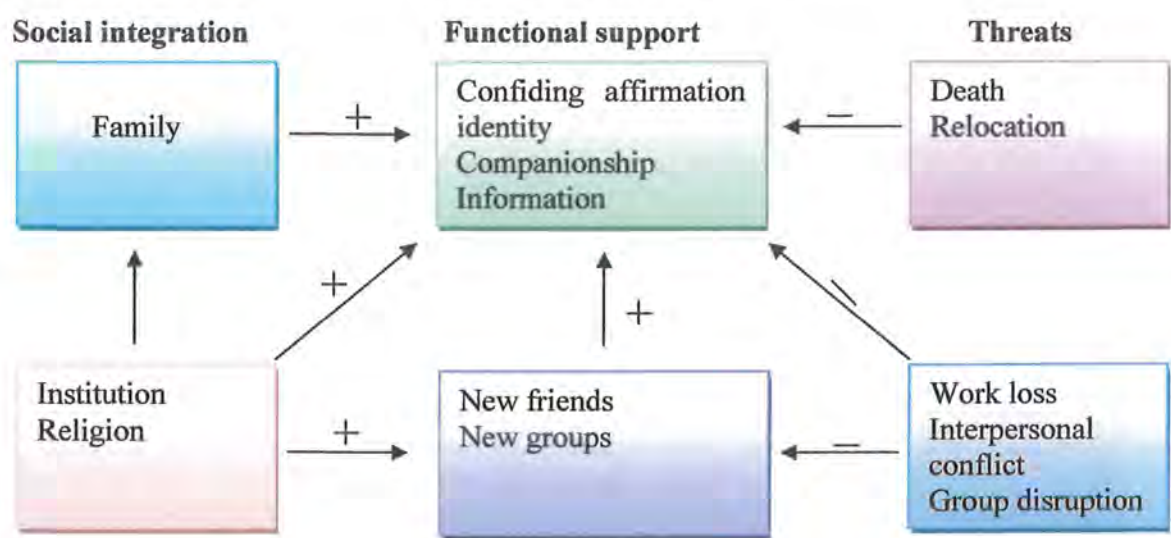 Social integration
Functional support
Threats
Family
+
Confiding affirmation
identity
Companionship
Information
−
Death
Relocation
+
+
−
Institution
Religion
+
New friends
New groups
−
Work loss
Interpersonal
conflict
Group disruption